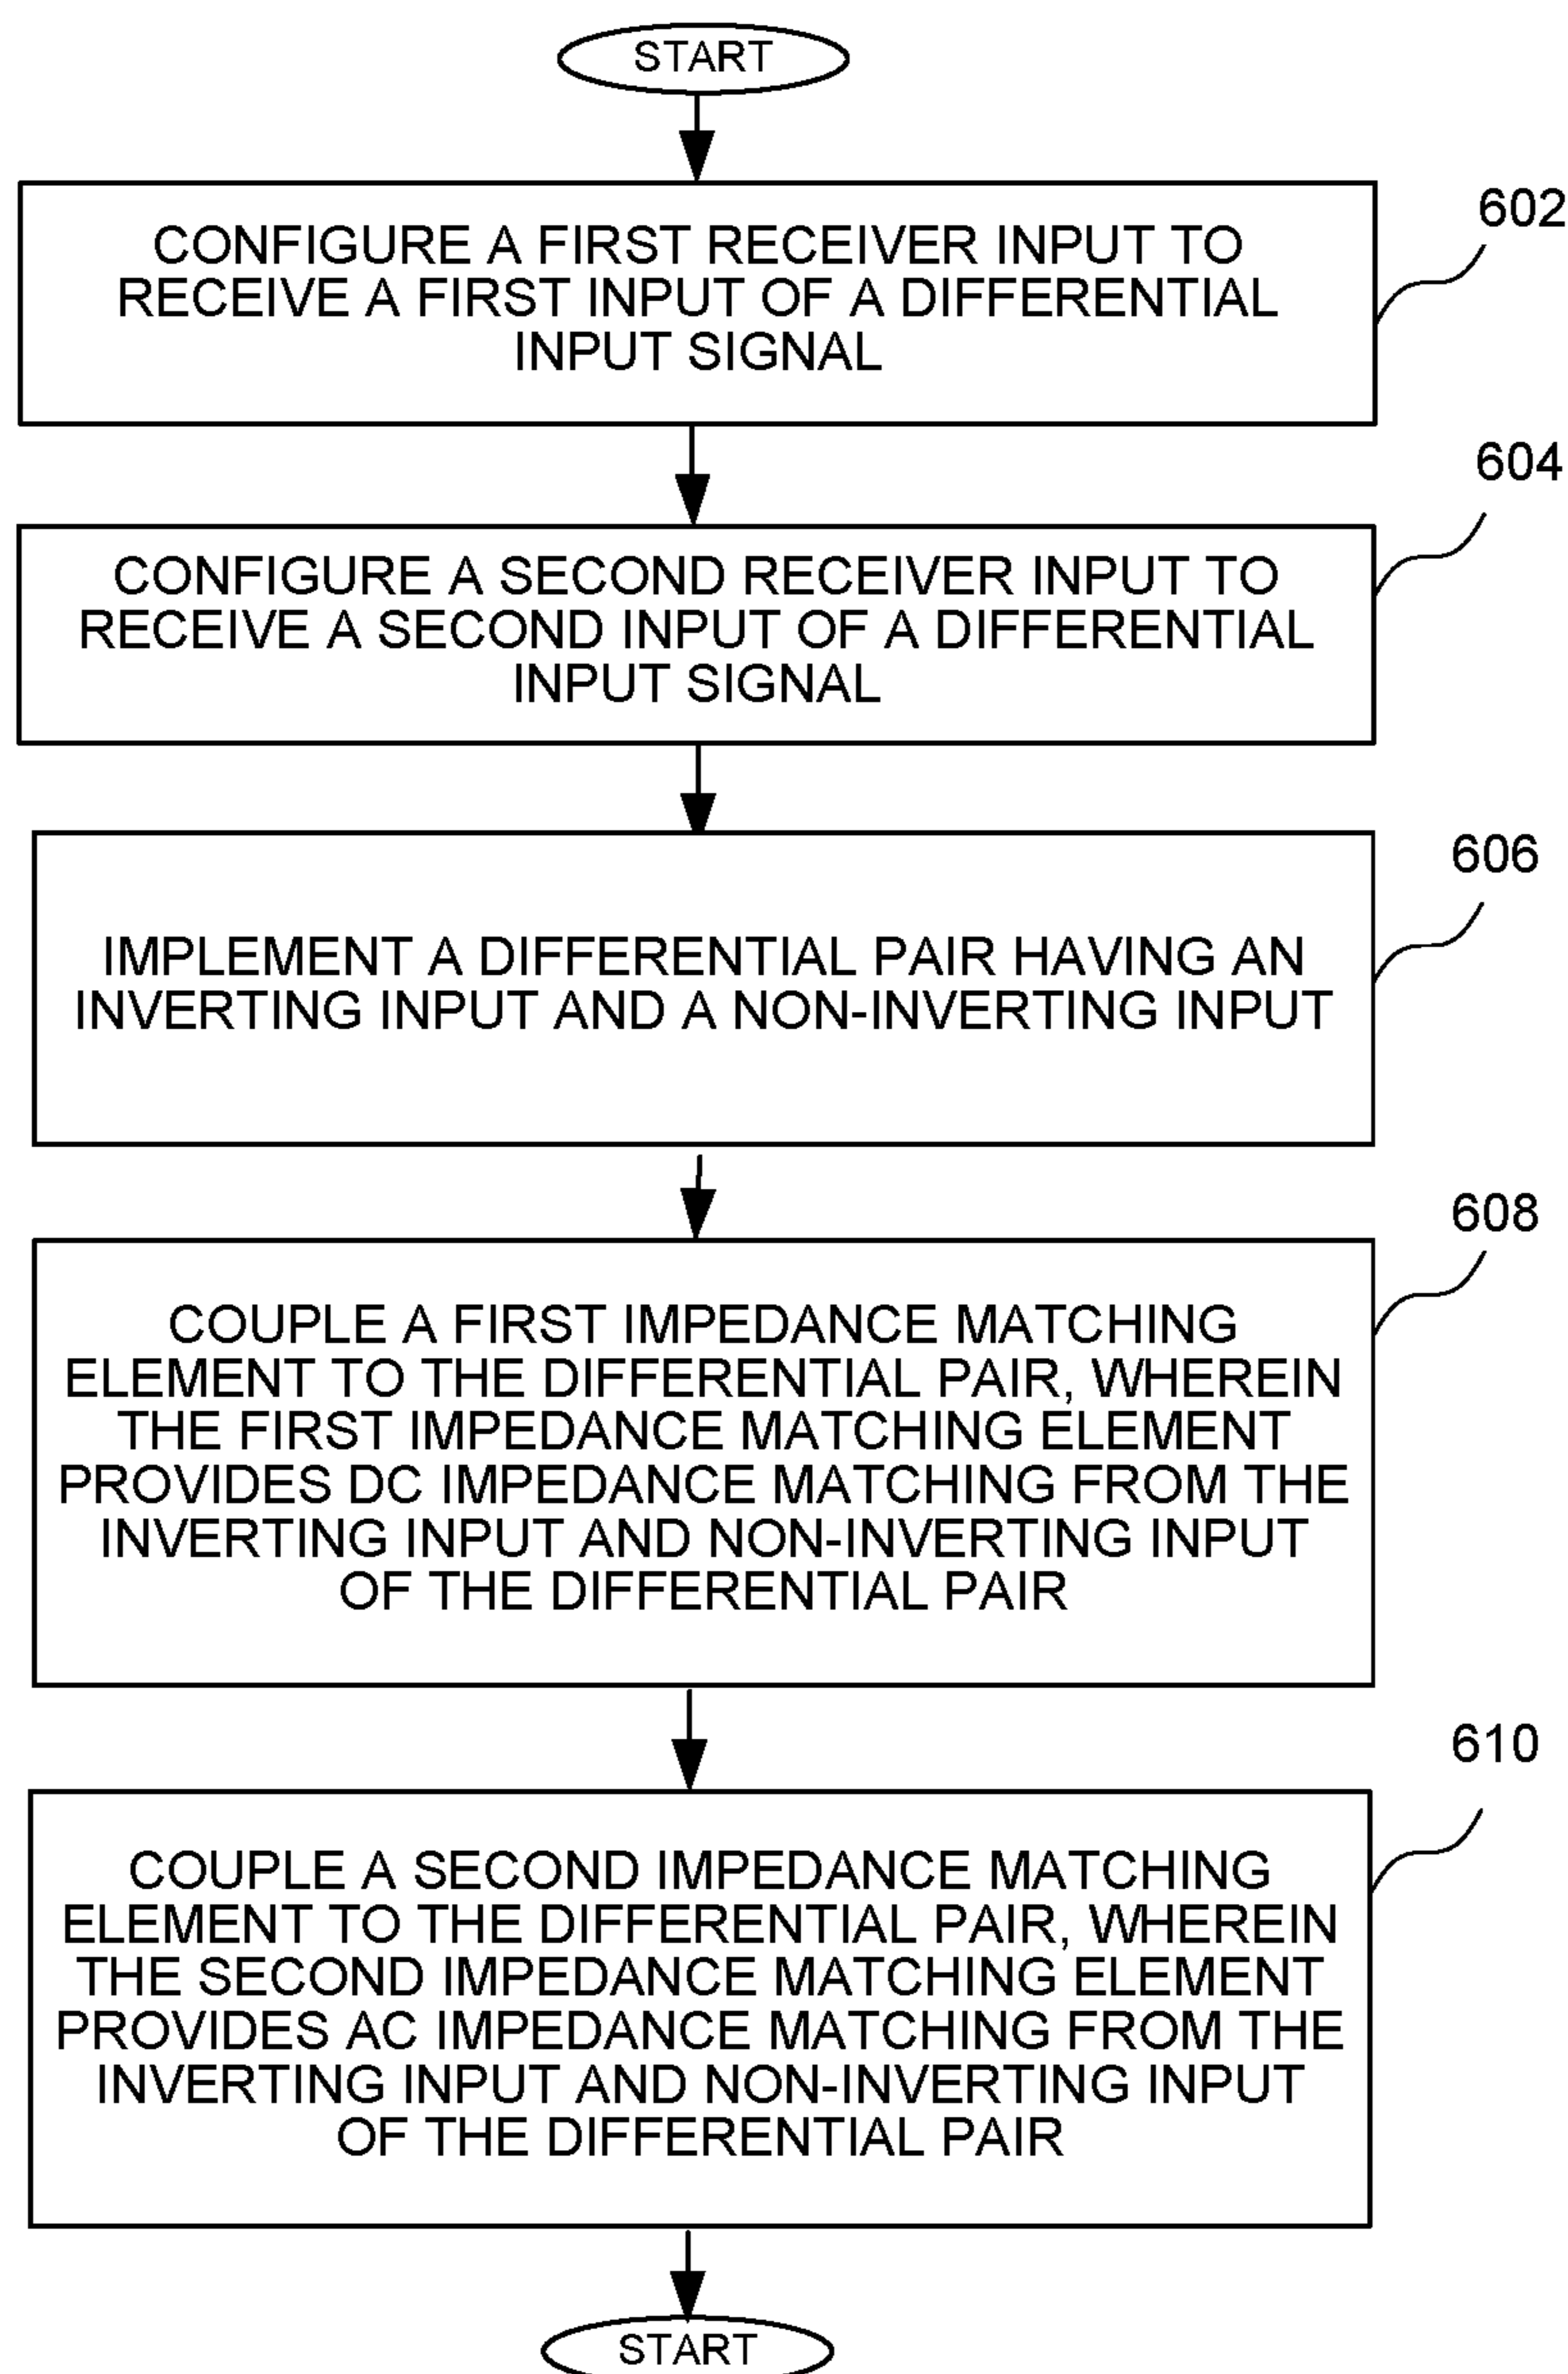 START
602
CONFIGURE A FIRST RECEIVER INPUT TO
RECEIVE A FIRST INPUT OF A DIFFERENTIAL
INPUT SIGNAL
604
CONFIGURE A SECOND RECEIVER INPUT TO
RECEIVE A SECOND INPUT OF A DIFFERENTIAL
INPUT SIGNAL
606
IMPLEMENT A DIFFERENTIAL PAIR HAVING AN
INVERTING INPUT AND A NON-INVERTING INPUT
608
COUPLE A FIRST IMPEDANCE MATCHING
ELEMENT TO THE DIFFERENTIAL PAIR, WHEREIN
THE FIRST IMPEDANCE MATCHING ELEMENT
PROVIDES DC IMPEDANCE MATCHING FROM THE
INVERTING INPUT AND NON-INVERTING INPUT
OF THE DIFFERENTIAL PAIR
610
COUPLE A SECOND IMPEDANCE MATCHING
ELEMENT TO THE DIFFERENTIAL PAIR, WHEREIN
THE SECOND IMPEDANCE MATCHING ELEMENT
PROVIDES AC IMPEDANCE MATCHING FROM THE
INVERTING INPUT AND NON-INVERTING INPUT
OF THE DIFFERENTIAL PAIR
START